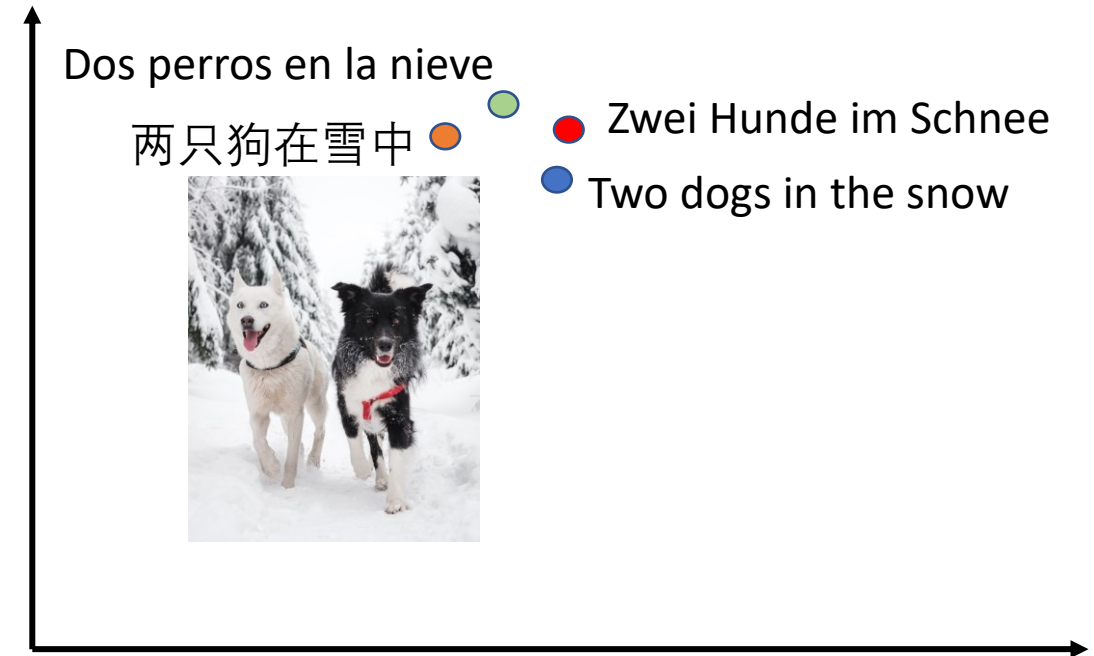 Dos perros en la nieve
两只狗在雪中
Zwei Hunde im Schnee
Two dogs in the snow